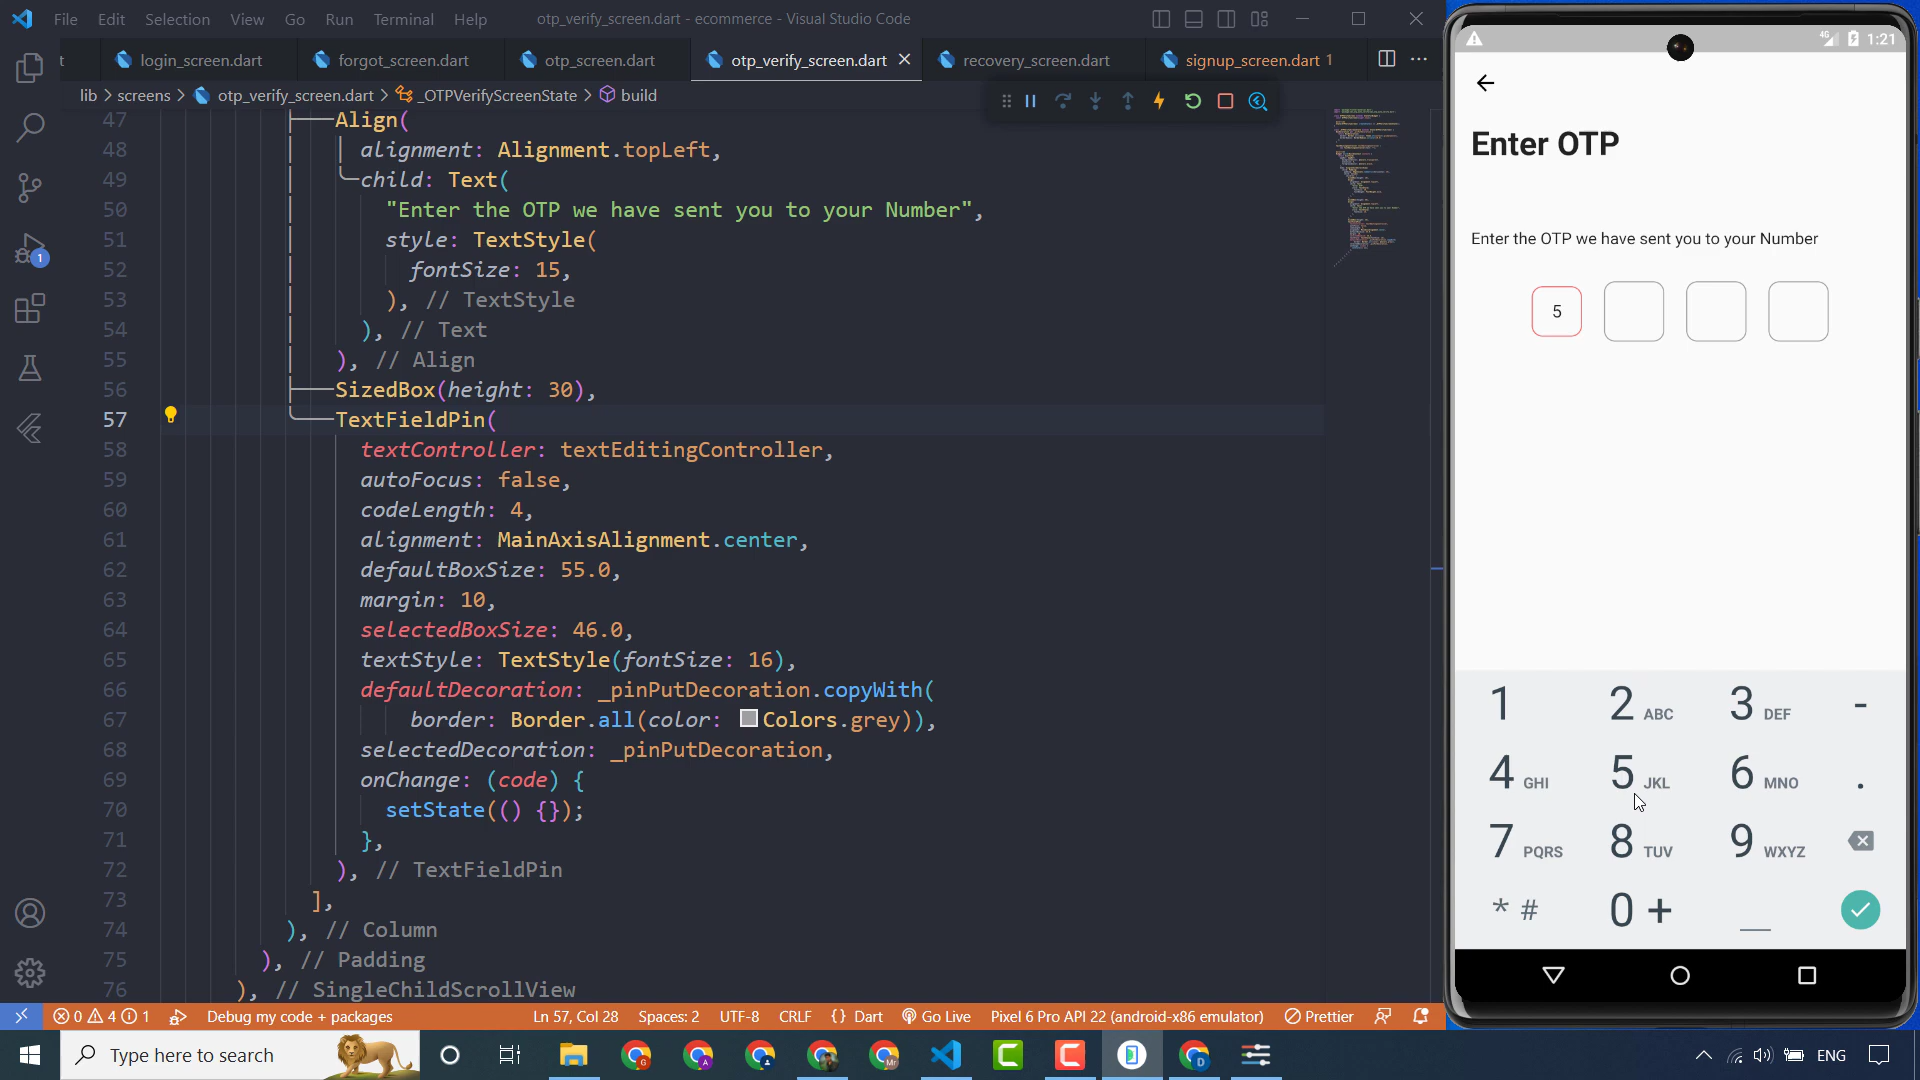 File Edit Selection View Go Run Terminal Help
otp_verify_screen.dart - ecommerce - Visual Studio Code
t login_screen.dart forgot_screen.dart otp_screen.dart otp_verify_screen.dart recovery_screen.dart signup_screen.dart 1
lib > screens > otp_verify_screen.dart > _OTPVerifyScreenState > build
47 Align(
48 alignment: Alignment.topLeft,
49 child: Text(
50 "Enter the OTP we have sent you to your Number",
51 style: TextStyle(
52 fontSize: 15,
53 ), // TextStyle
54 ), // Text
55 ), // Align
56 SizedBox(height: 30),
57 TextFieldPin(
58 textController: textEditingController,
59 autoFocus: false,
60 codeLength: 4,
61 alignment: MainAxisAlignment.center,
62 defaultBoxSize: 55.0,
63 margin: 10,
64 selectedBoxSize: 46.0,
65 textStyle: TextStyle(fontSize: 16),
66 defaultDecoration: _pinPutDecoration.copyWith(
67 border: Border.all(color: Colors.grey)),
68 selectedDecoration: _pinPutDecoration,
69 onChange: (code) {
70 setState(() {});
71 },
72 ), // TextFieldPin
73 ],
74 ), // Column
75 ), // Padding
76 ), // SingleChildScrollView
1
0 4 1 Debug my code + packages Ln 57, Col 28 Spaces: 2 UTF-8 CRLF {} Dart Go Live Pixel 6 Pro API 22 (android-x86 emulator) Prettier
Type here to search
ENG
4G 1:21
Enter OTP
Enter the OTP we have sent you to your Number
5
1 2 ABC 3 DEF -
4 GHI 5 JKL 6 MNO .
7 PQRS 8 TUV 9 WXYZ
* # 0 + _